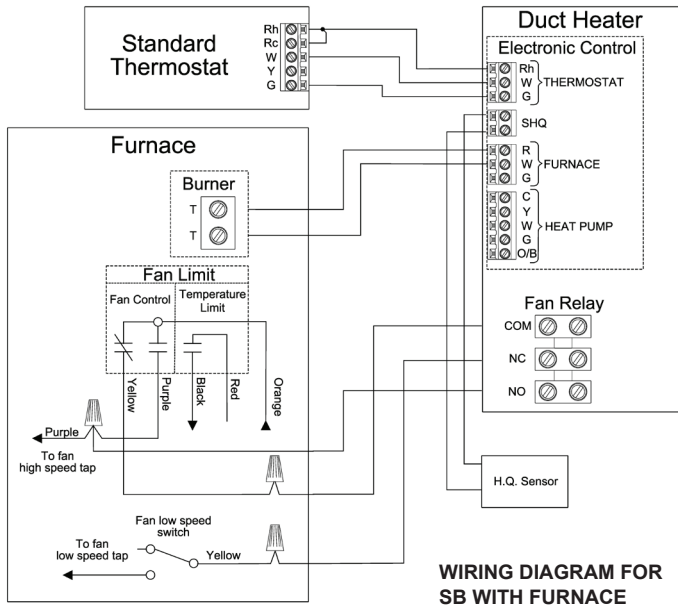 Standard
Thermostat
Rh
Rc
W
Y
G
Duct Heater
Electronic Control
Rh
W
G
THERMOSTAT
SHQ
R
W
G
FURNACE
C
Y
W
G
O/B
HEAT PUMP
Fan Relay
COM
NC
NO
Furnace
Burner
T
T
Fan Limit
Fan Control
Temperature
Limit
Yellow
Purple
Black
Red
Orange
Purple
To fan
high speed tap
Fan low speed
switch
To fan
low speed tap
Yellow
H.Q. Sensor
WIRING DIAGRAM FOR
SB WITH FURNACE